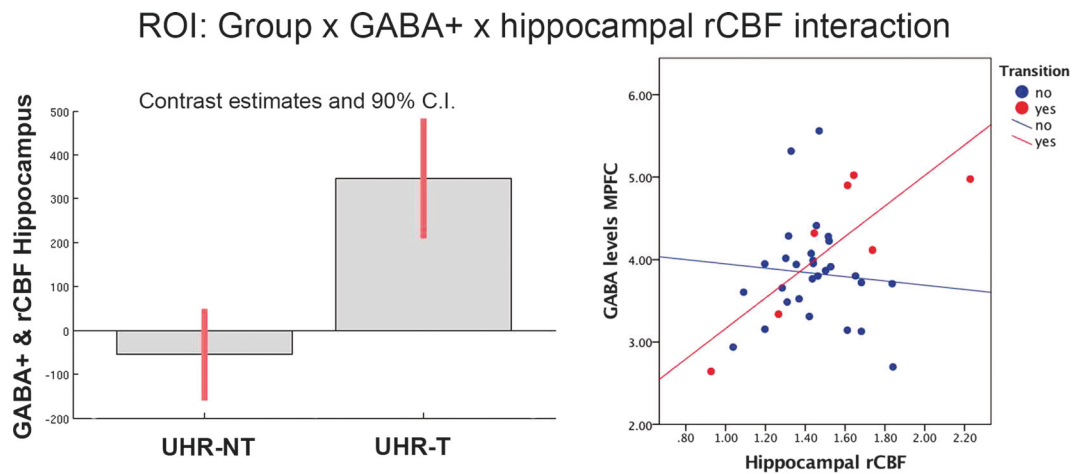 ROI: Group x GABA+ x hippocampal rCBF interaction
Contrast estimates and 90% C.I.
GABA+ & rCBF Hippocampus
500
400
300
200
100
0
-100
-200
UHR-NT
UHR-T
GABA levels MPFC
6.00
5.00
4.00
3.00
2.00
.80
1.00
1.20
1.40
1.60
1.80
2.00
2.20
Hippocampal rCBF
Transition
no
yes
no
yes